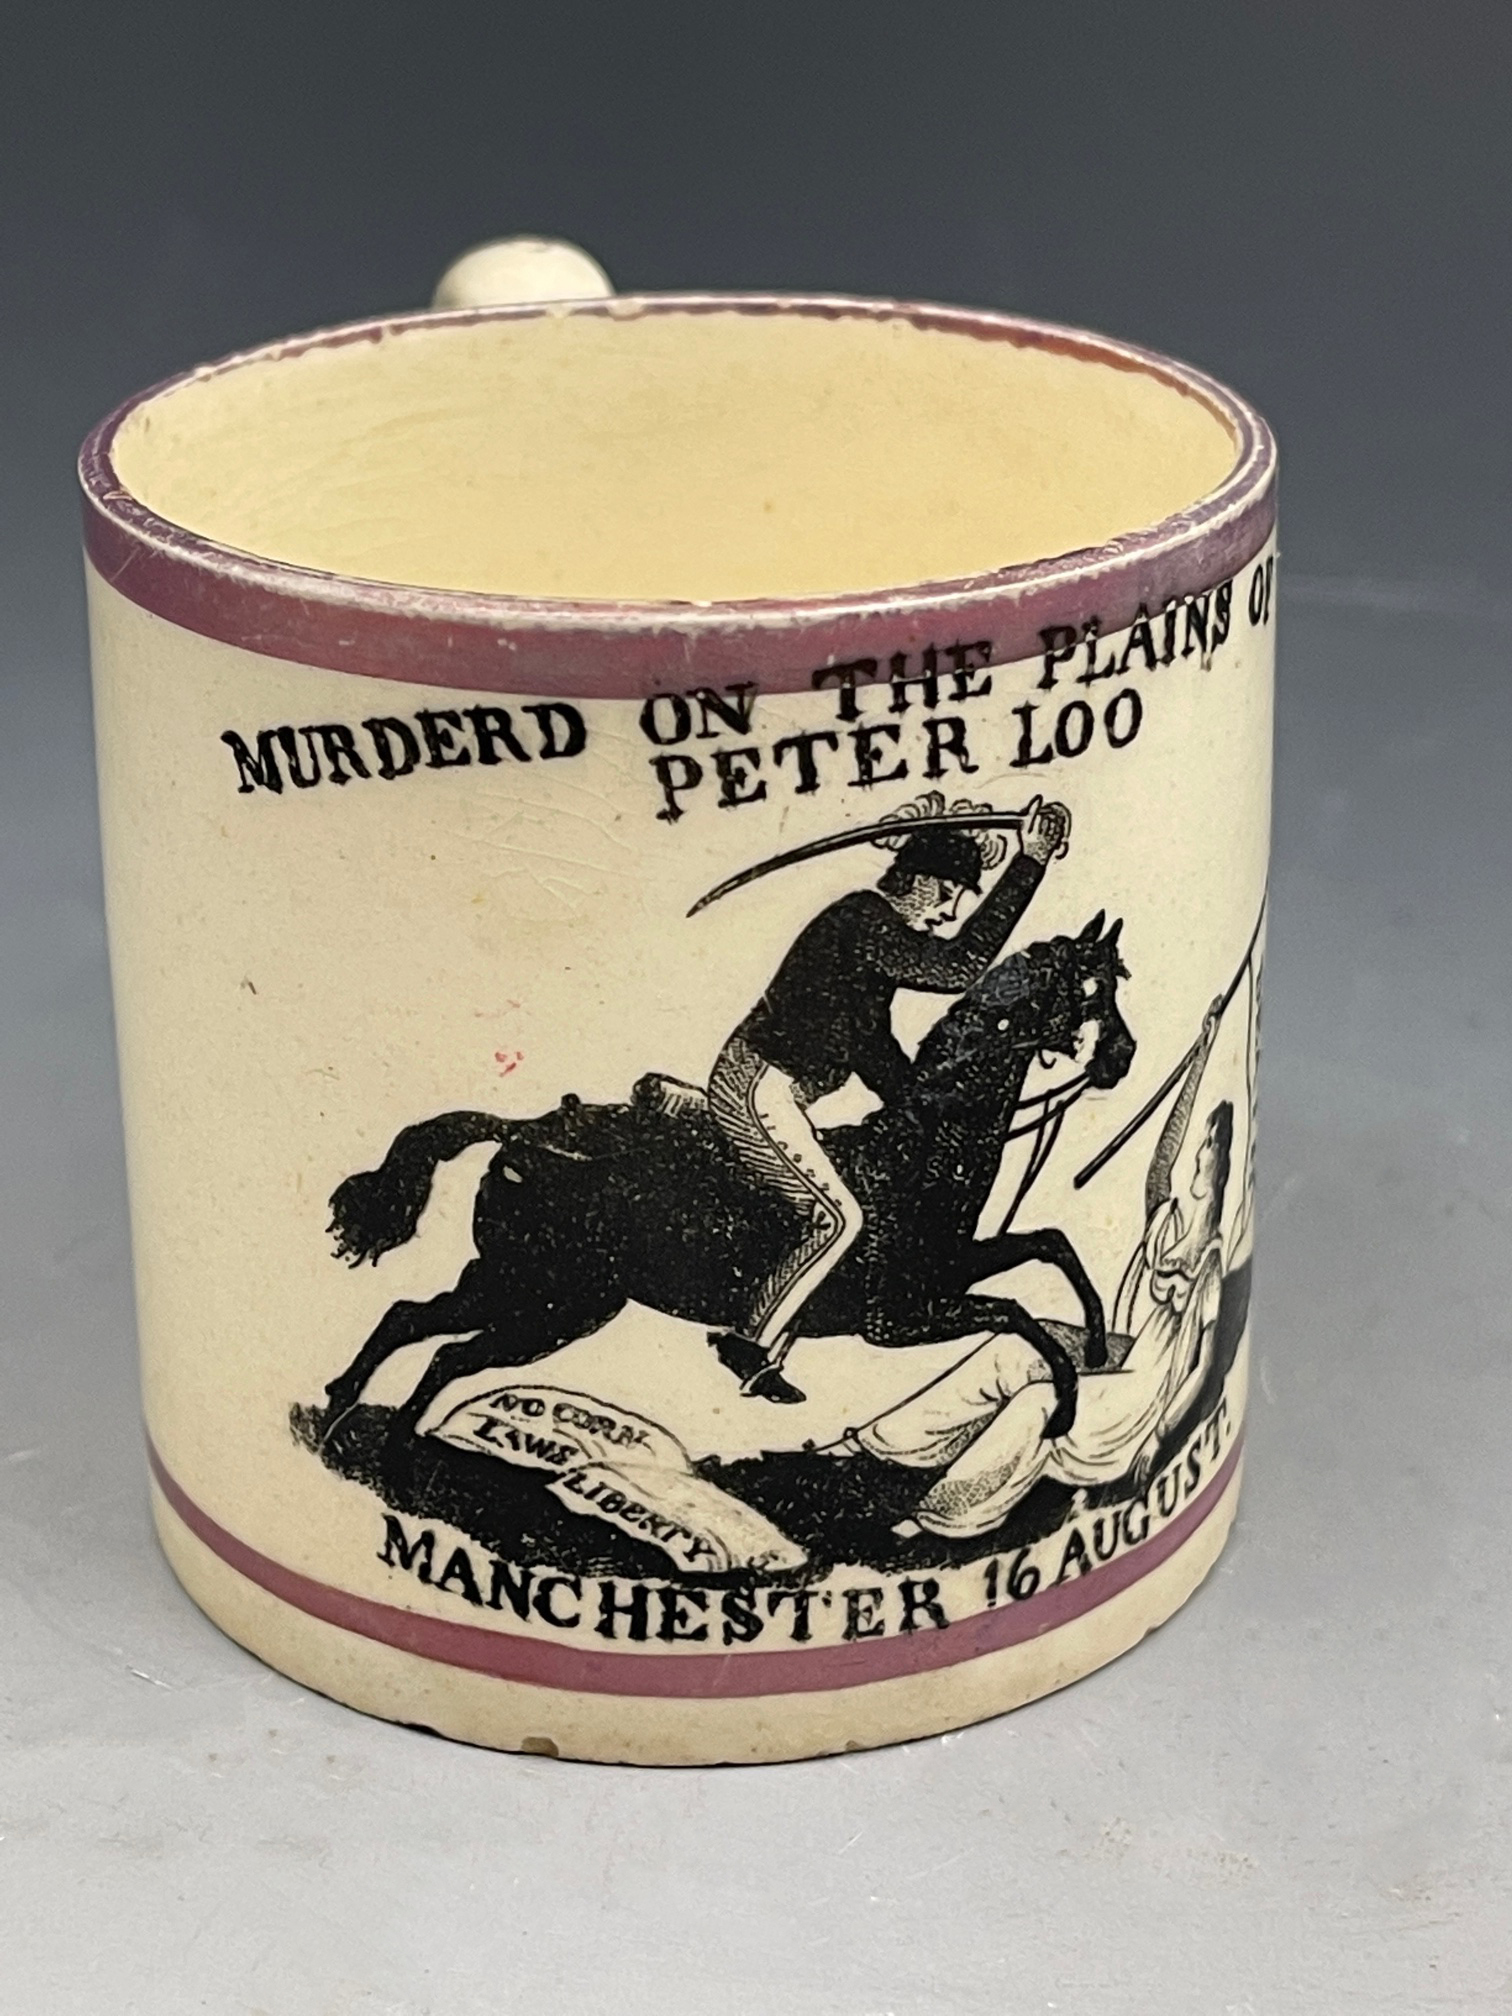 MURDERD ON THE PLAINS OF
PETER LOO
NO CORN
LAWS
LIBERTY
MANCHESTER 16 AUGUST.